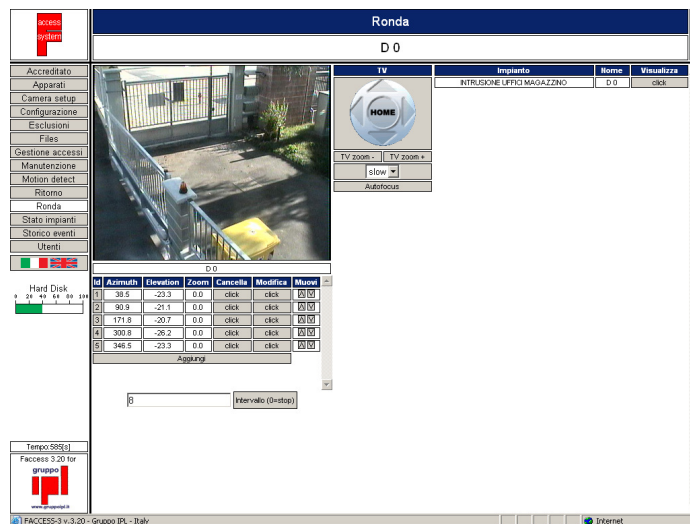 access
system
Ronda
D 0
Accreditato
Apparati
Camera setup
Configurazione
Esclusioni
Files
Gestione accessi
Manutenzione
Motion detect
Ritorno
Ronda
Stato impianti
Storico eventi
Utenti
Hard Disk
0 20 40 60 80 100
Tempo:585[s]
Faccess 3.20 for
gruppo
ipl
www.gruppoipl.it
D 0
Id Azimuth Elevation Zoom Cancella Modifica Muovi
1 38.5 -23.3 0.0 click click
2 90.9 -21.1 0.0 click click
3 171.8 -20.7 0.0 click click
4 300.8 -26.2 0.0 click click
5 346.5 -23.3 0.0 click click
Aggiungi
8 Intervallo (0=stop)
TV
HOME
TV zoom - TV zoom +
slow
Autofocus
Impianto Nome Visualizza
INTRUSIONE UFFICI MAGAZZINO D 0 click
FACCESS-3 v.3.20 - Gruppo IPL - Italy
Internet